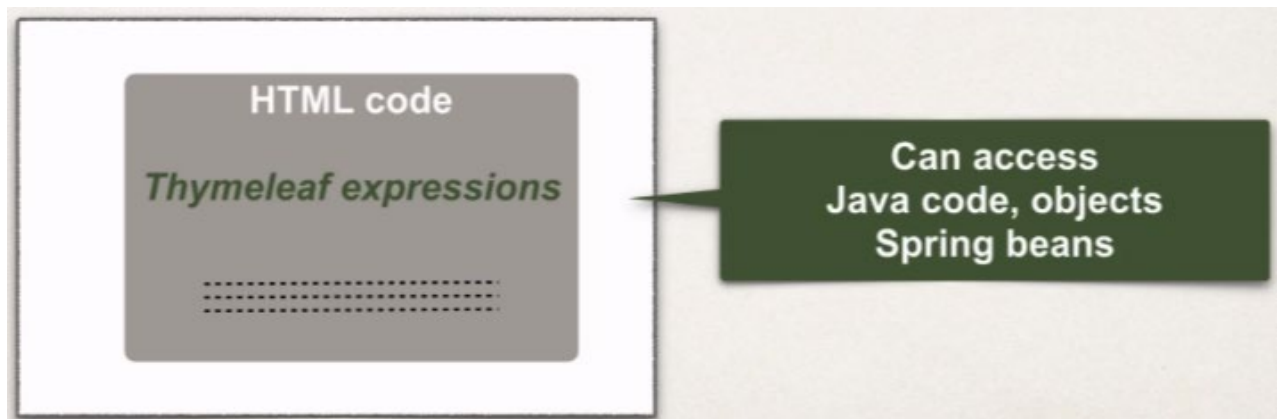 HTML code
Thymeleaf expressions
Can access
Java code, objects
Spring beans